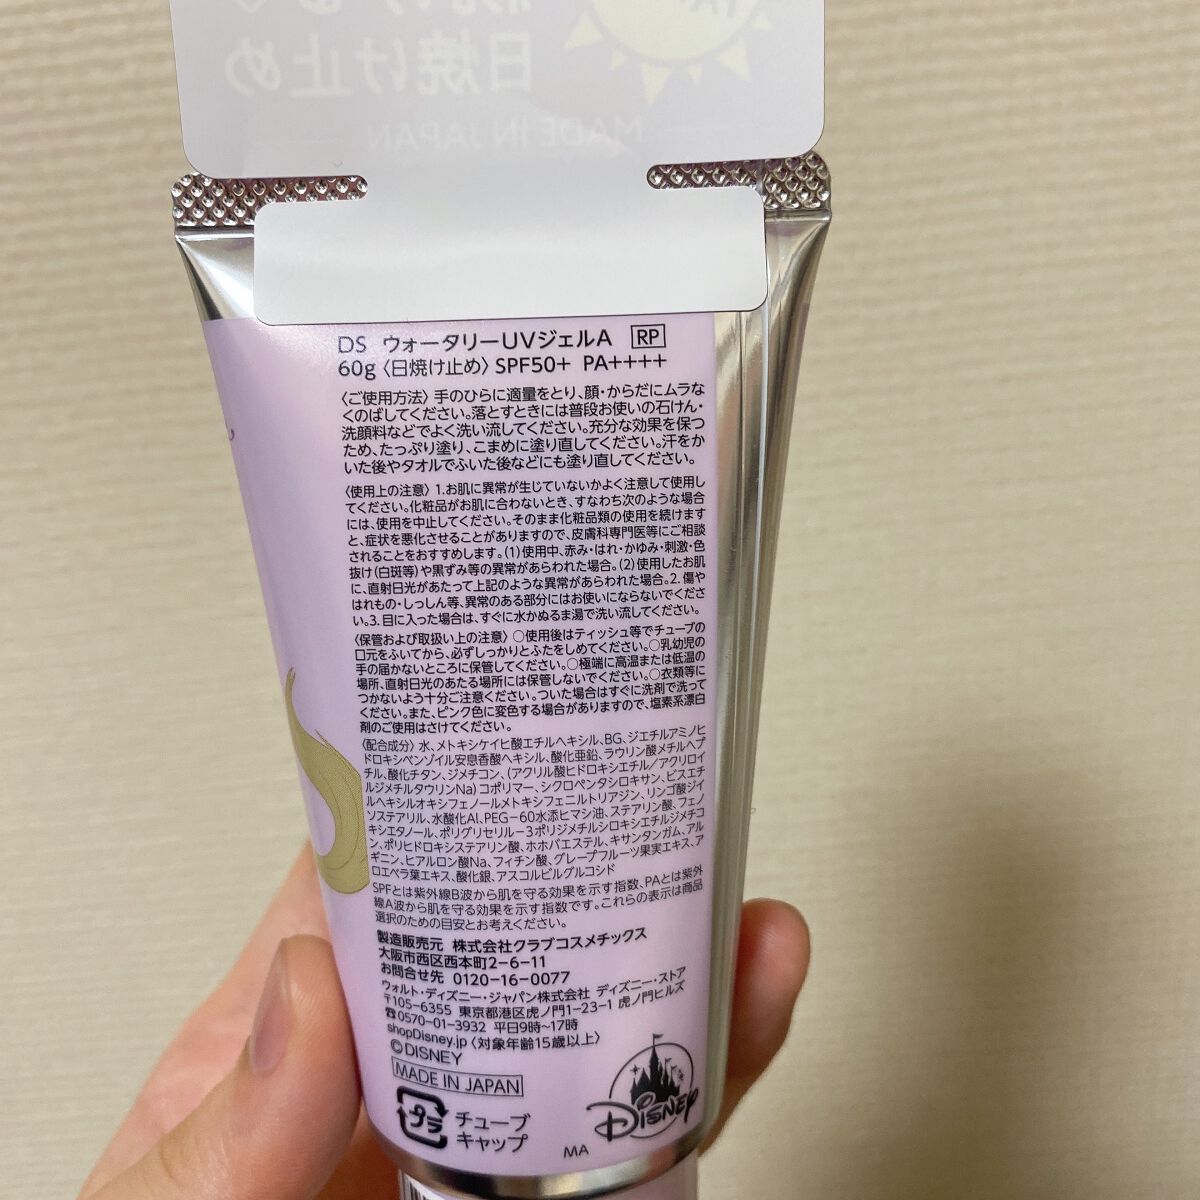 日焼け止め
MADE IN JAPAN
DS ウォータリーUVジェルA RP
60g〈日焼け止め〉SPF50+ PA++++
〈ご使用方法〉手のひらに適量をとり、顔・からだにムラな
くのばしてください。落とすときには普段お使いの石けん・
洗顔料などでよく洗い流してください。充分な効果を保つ
ため、たっぷり塗り、こまめに塗り直してください。汗をか
いた後やタオルでふいた後などにも塗り直してください。
〈使用上の注意〉1.お肌に異常が生じていないかよく注意して使用し
てください。化粧品がお肌に合わないとき、すなわち次のような場合
には、使用を中止してください。そのまま化粧品類の使用を続けます
と、症状を悪化させることがありますので、皮膚科専門医等にご相談
されることをおすすめします。(1)使用中、赤み・はれ・かゆみ・刺激・色
抜け(白斑等)や黒ずみ等の異常があらわれた場合。(2)使用したお肌
に、直射日光があたって上記のような異常があらわれた場合。2.傷や
はれもの・しっしん等、異常のある部分にはお使いにならないでくださ
い。3.目に入った場合は、すぐに水かぬるま湯で洗い流してください。
〈保管および取扱い上の注意〉○使用後はティッシュ等でチューブの
口元をふいてから、必ずしっかりとふたをしめてください。○乳幼児の
手の届かないところに保管してください。○極端に高温または低温の
場所、直射日光のあたる場所には保管しないでください。○衣類等に
つかないよう十分ご注意ください。ついた場合はすぐに洗剤で洗って
ください。また、ピンク色に変色する場合がありますので、塩素系漂白
剤のご使用はさけてください。
〈配合成分〉水、メトキシケイヒ酸エチルヘキシル、BG、ジエチルアミノヒ
ドロキシベンゾイル安息香酸ヘキシル、酸化亜鉛、ラウリン酸メチルヘプ
チル、酸化チタン、ジメチコン、(アクリル酸ヒドロキシエチル/アクリロイ
ルジメチルタウリンNa)コポリマー、シクロペンタシロキサン、ビスエチ
ルヘキシルオキシフェノールメトキシフェニルトリアジン、リンゴ酸ジイ
ソステアリル、水酸化Al、PEG-60水添ヒマシ油、ステアリン酸、フェノ
キシエタノール、ポリグリセリル-3ポリジメチルシロキシエチルジメチコ
ン、ポリヒドロキシステアリン酸、ホホバエステル、キサンタンガム、アル
ギニン、ヒアルロン酸Na、フィチン酸、グレープフルーツ果実エキス、ア
ロエベラ葉エキス、酸化銀、アスコルビルグルコシド
SPFとは紫外線B波から肌を守る効果を示す指数、PAとは紫外
線A波から肌を守る効果を示す指数です。これらの表示は商品
選択のための目安とお考えください。
製造販売元 株式会社クラブコスメチックス
大阪市西区西本町2-6-11
お問合せ先 0120-16-0077
ウォルト・ディズニー・ジャパン株式会社 ディズニー・ストア
〒105-6355 東京都港区虎ノ門1-23-1 虎ノ門ヒルズ
☎0570-01-3932 平日9時~17時
shopDisney.jp〈対象年齢15歳以上〉
©DISNEY
MADE IN JAPAN
プラ
チューブ
キャップ
MA
DISNEY